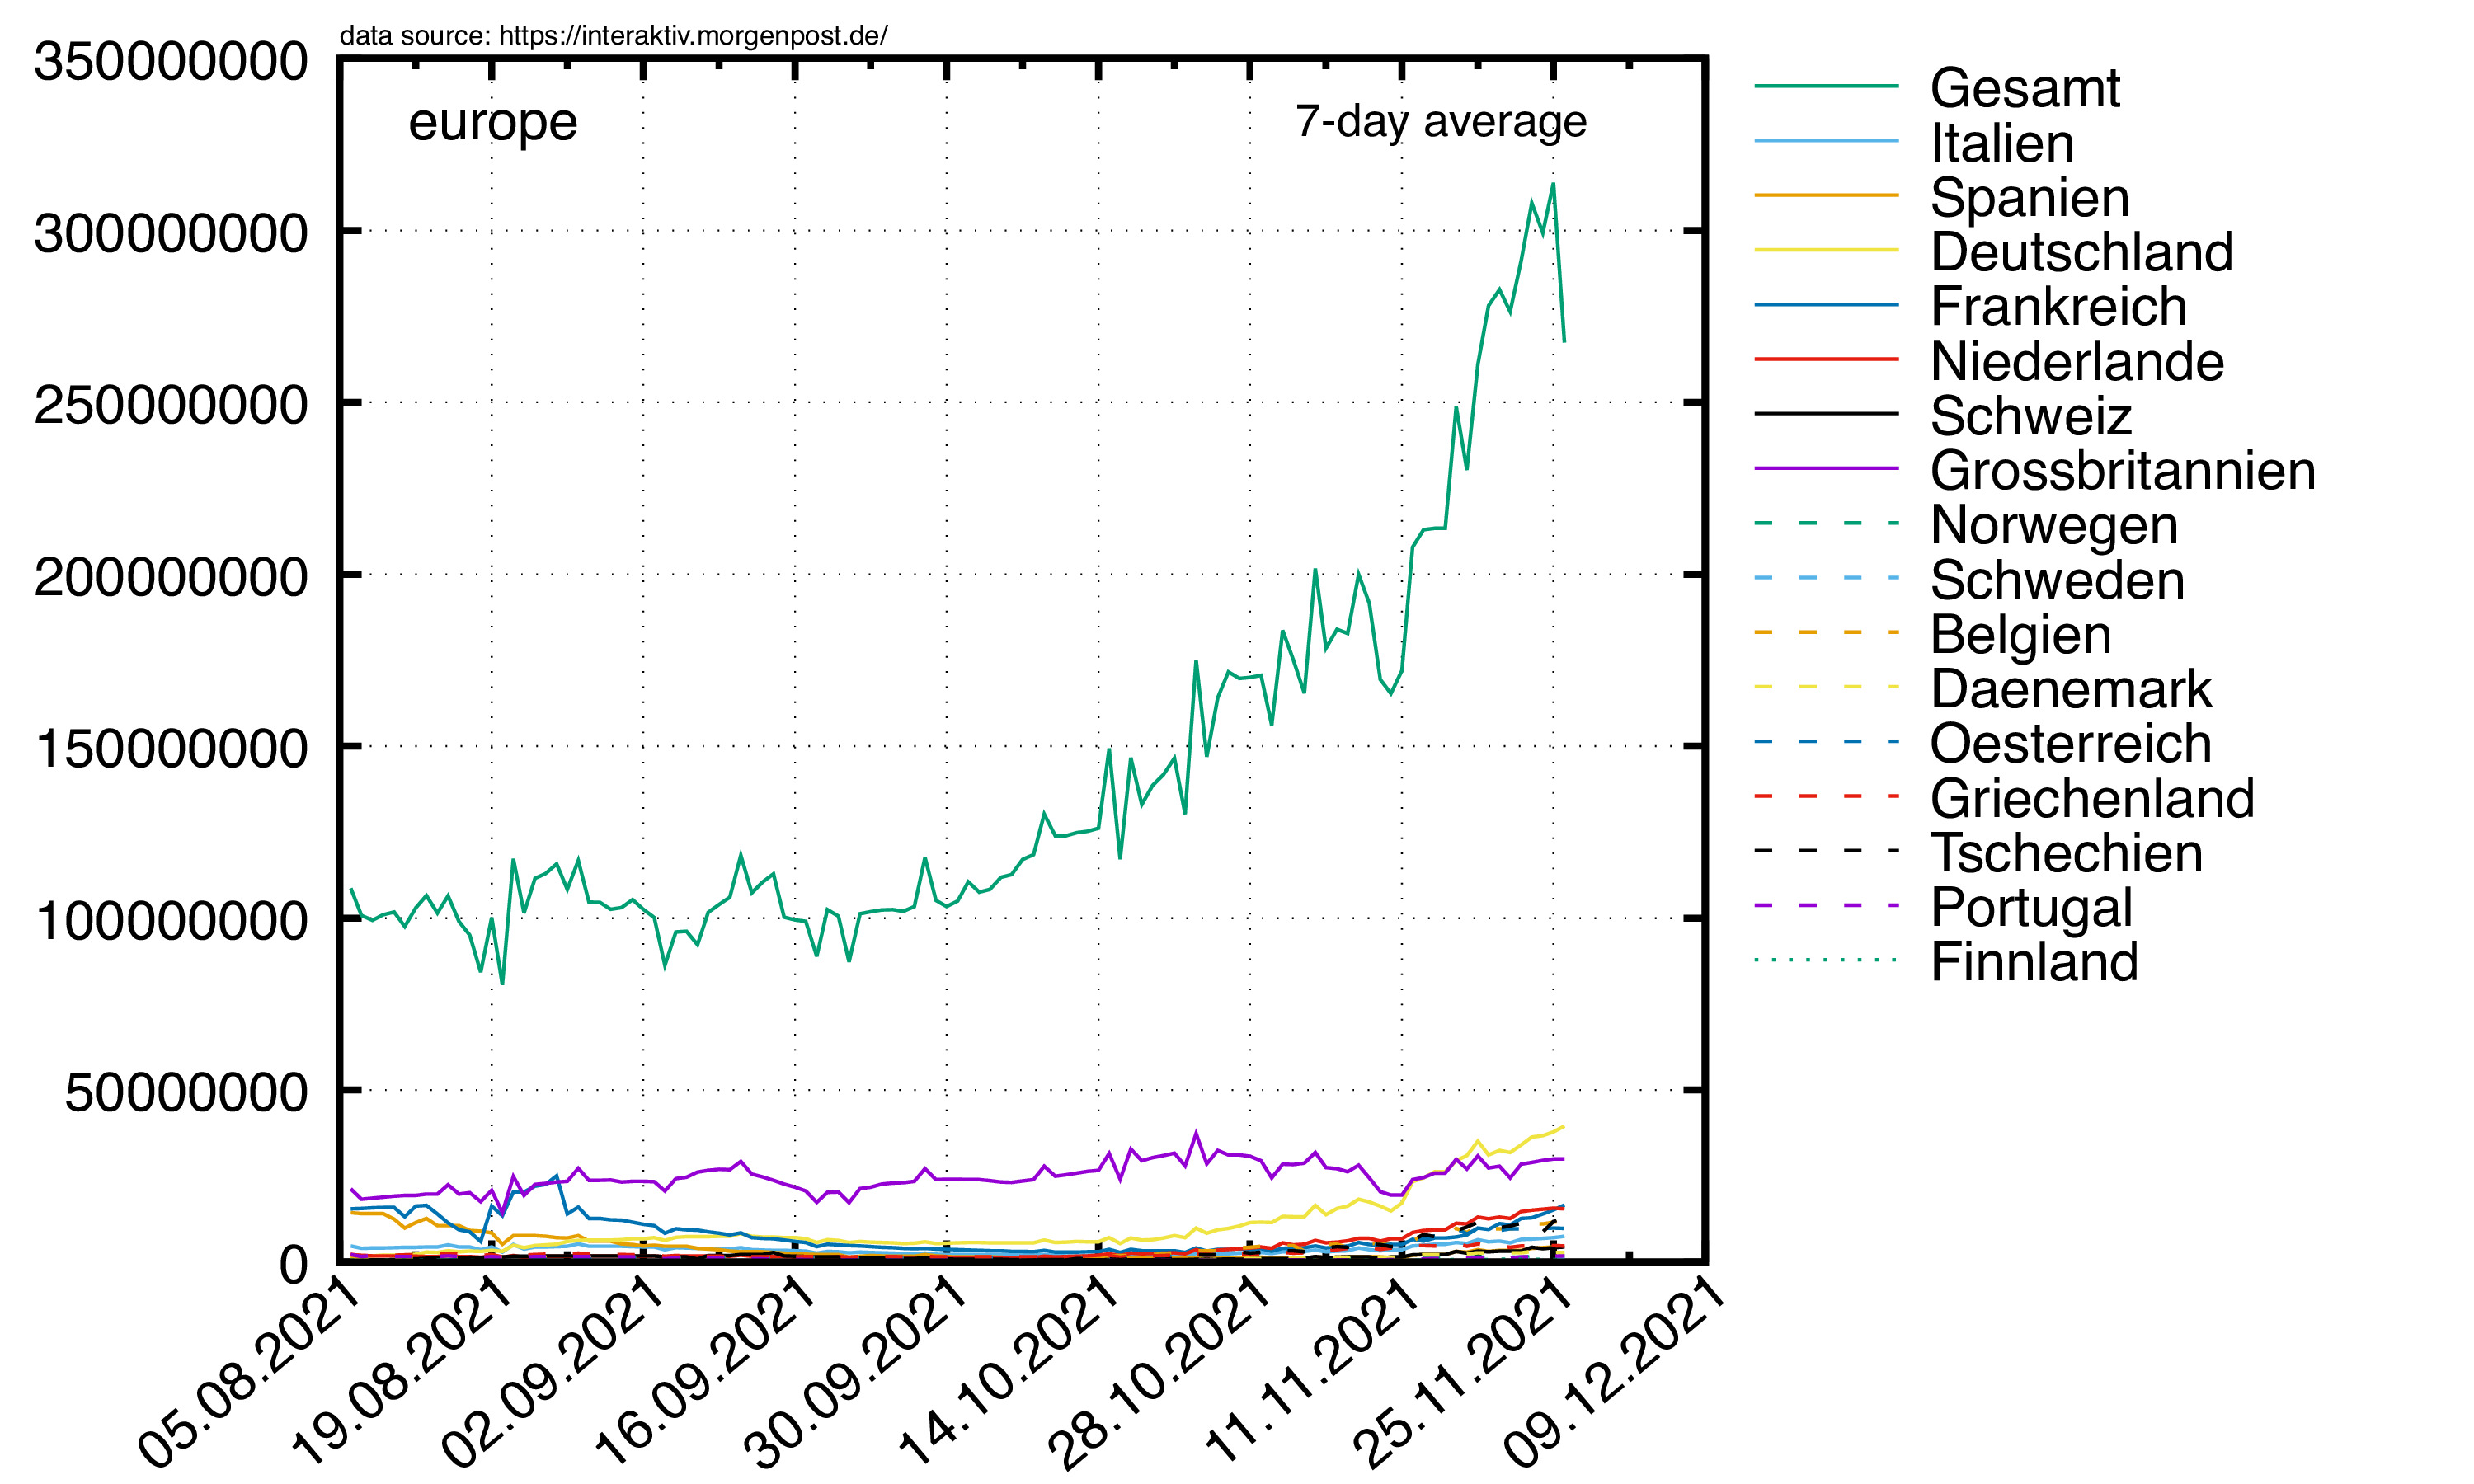 data source: https://interaktiv.morgenpost.de/
europe
7-day average
350000000
300000000
250000000
200000000
150000000
100000000
50000000
0
05.08.2021
19.08.2021
02.09.2021
16.09.2021
30.09.2021
14.10.2021
28.10.2021
11.11.2021
25.11.2021
09.12.2021
Gesamt
Italien
Spanien
Deutschland
Frankreich
Niederlande
Schweiz
Grossbritannien
Norwegen
Schweden
Belgien
Daenemark
Oesterreich
Griechenland
Tschechien
Portugal
Finnland